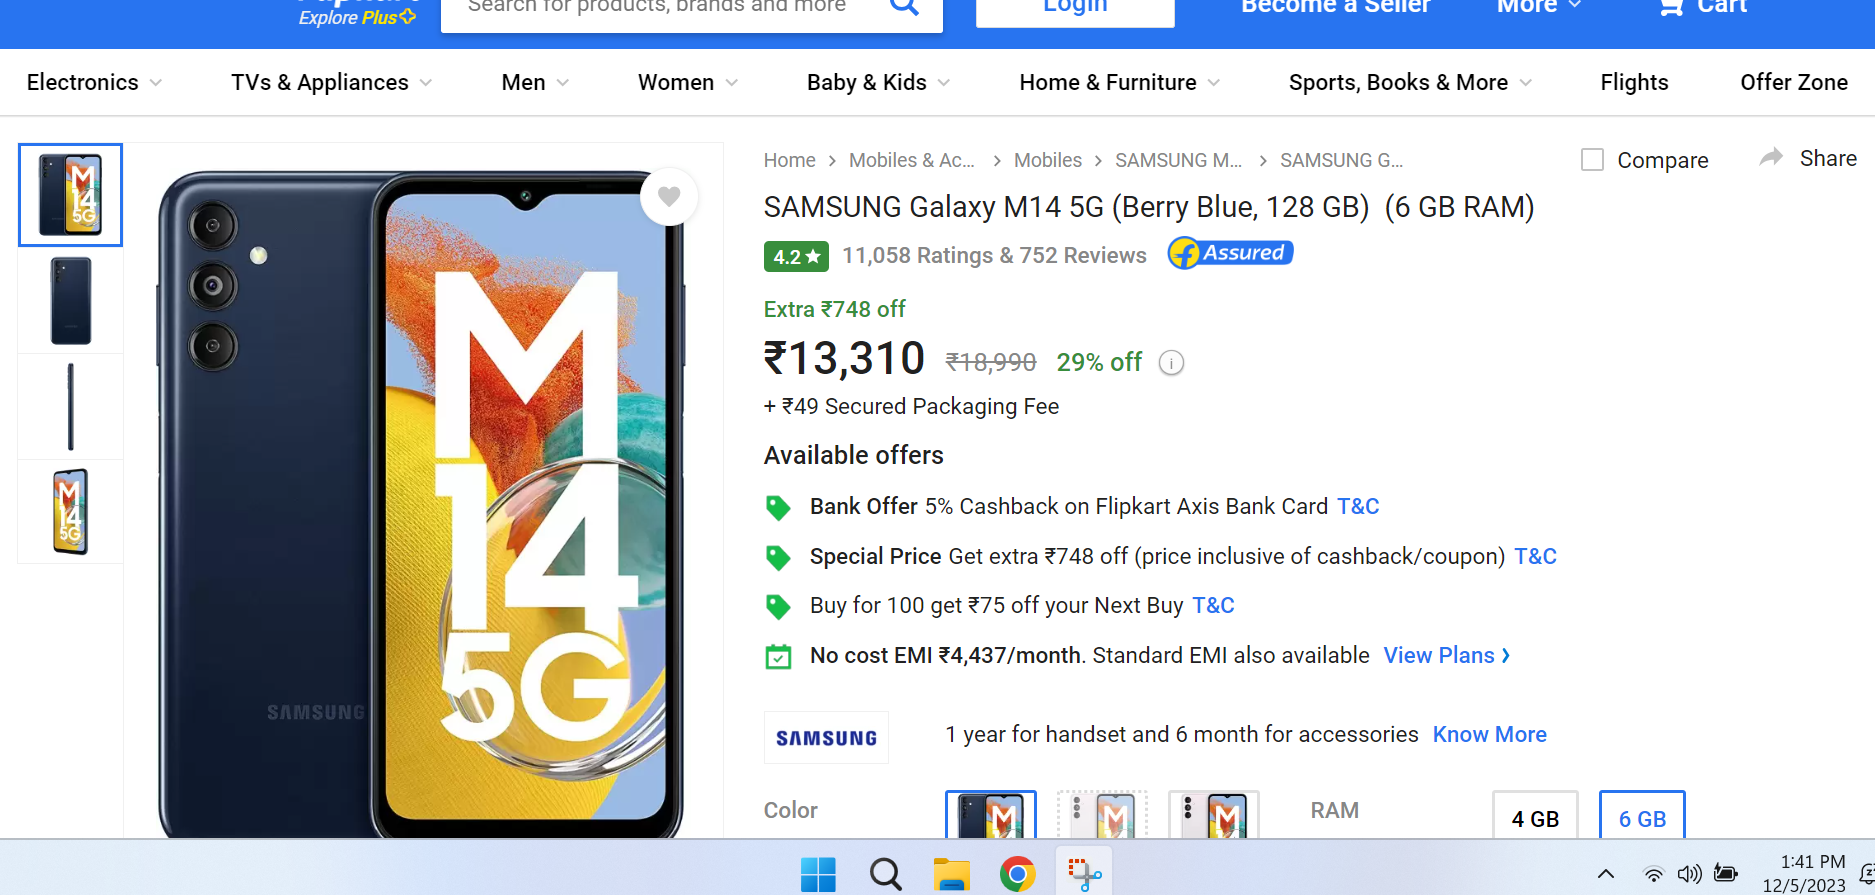 Explore Plus
Search for products, brands and more
Login
Become a Seller
More
Cart
Electronics
TVs & Appliances
Men
Women
Baby & Kids
Home & Furniture
Sports, Books & More
Flights
Offer Zone
M
14
5G
SAMSUNG
Home > Mobiles & Ac... > Mobiles > SAMSUNG M... > SAMSUNG G...
Compare
Share
SAMSUNG Galaxy M14 5G (Berry Blue, 128 GB) (6 GB RAM)
4.2★ 11,058 Ratings & 752 Reviews
Assured
Extra ₹748 off
₹13,310 ₹18,990 29% off
+ ₹49 Secured Packaging Fee
Available offers
Bank Offer 5% Cashback on Flipkart Axis Bank Card T&C
Special Price Get extra ₹748 off (price inclusive of cashback/coupon) T&C
Buy for 100 get ₹75 off your Next Buy T&C
No cost EMI ₹4,437/month. Standard EMI also available View Plans >
SAMSUNG
1 year for handset and 6 month for accessories Know More
Color
RAM
4 GB
6 GB
1:41 PM
12/5/2023